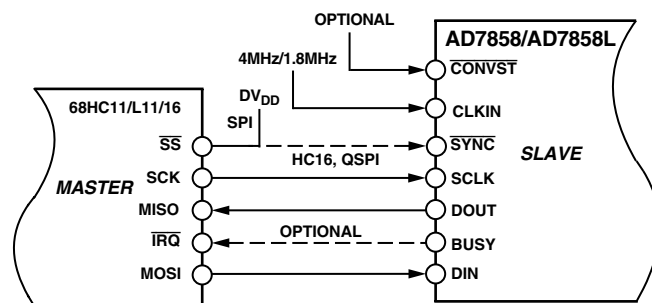 OPTIONAL
AD7858/AD7858L
4MHz/1.8MHz
CONVST
68HC11/L11/16
DVDD
CLKIN
SPI
SS
SYNC
SLAVE
HC16, QSPI
MASTER
SCK
SCLK
MISO
DOUT
OPTIONAL
IRQ
BUSY
MOSI
DIN